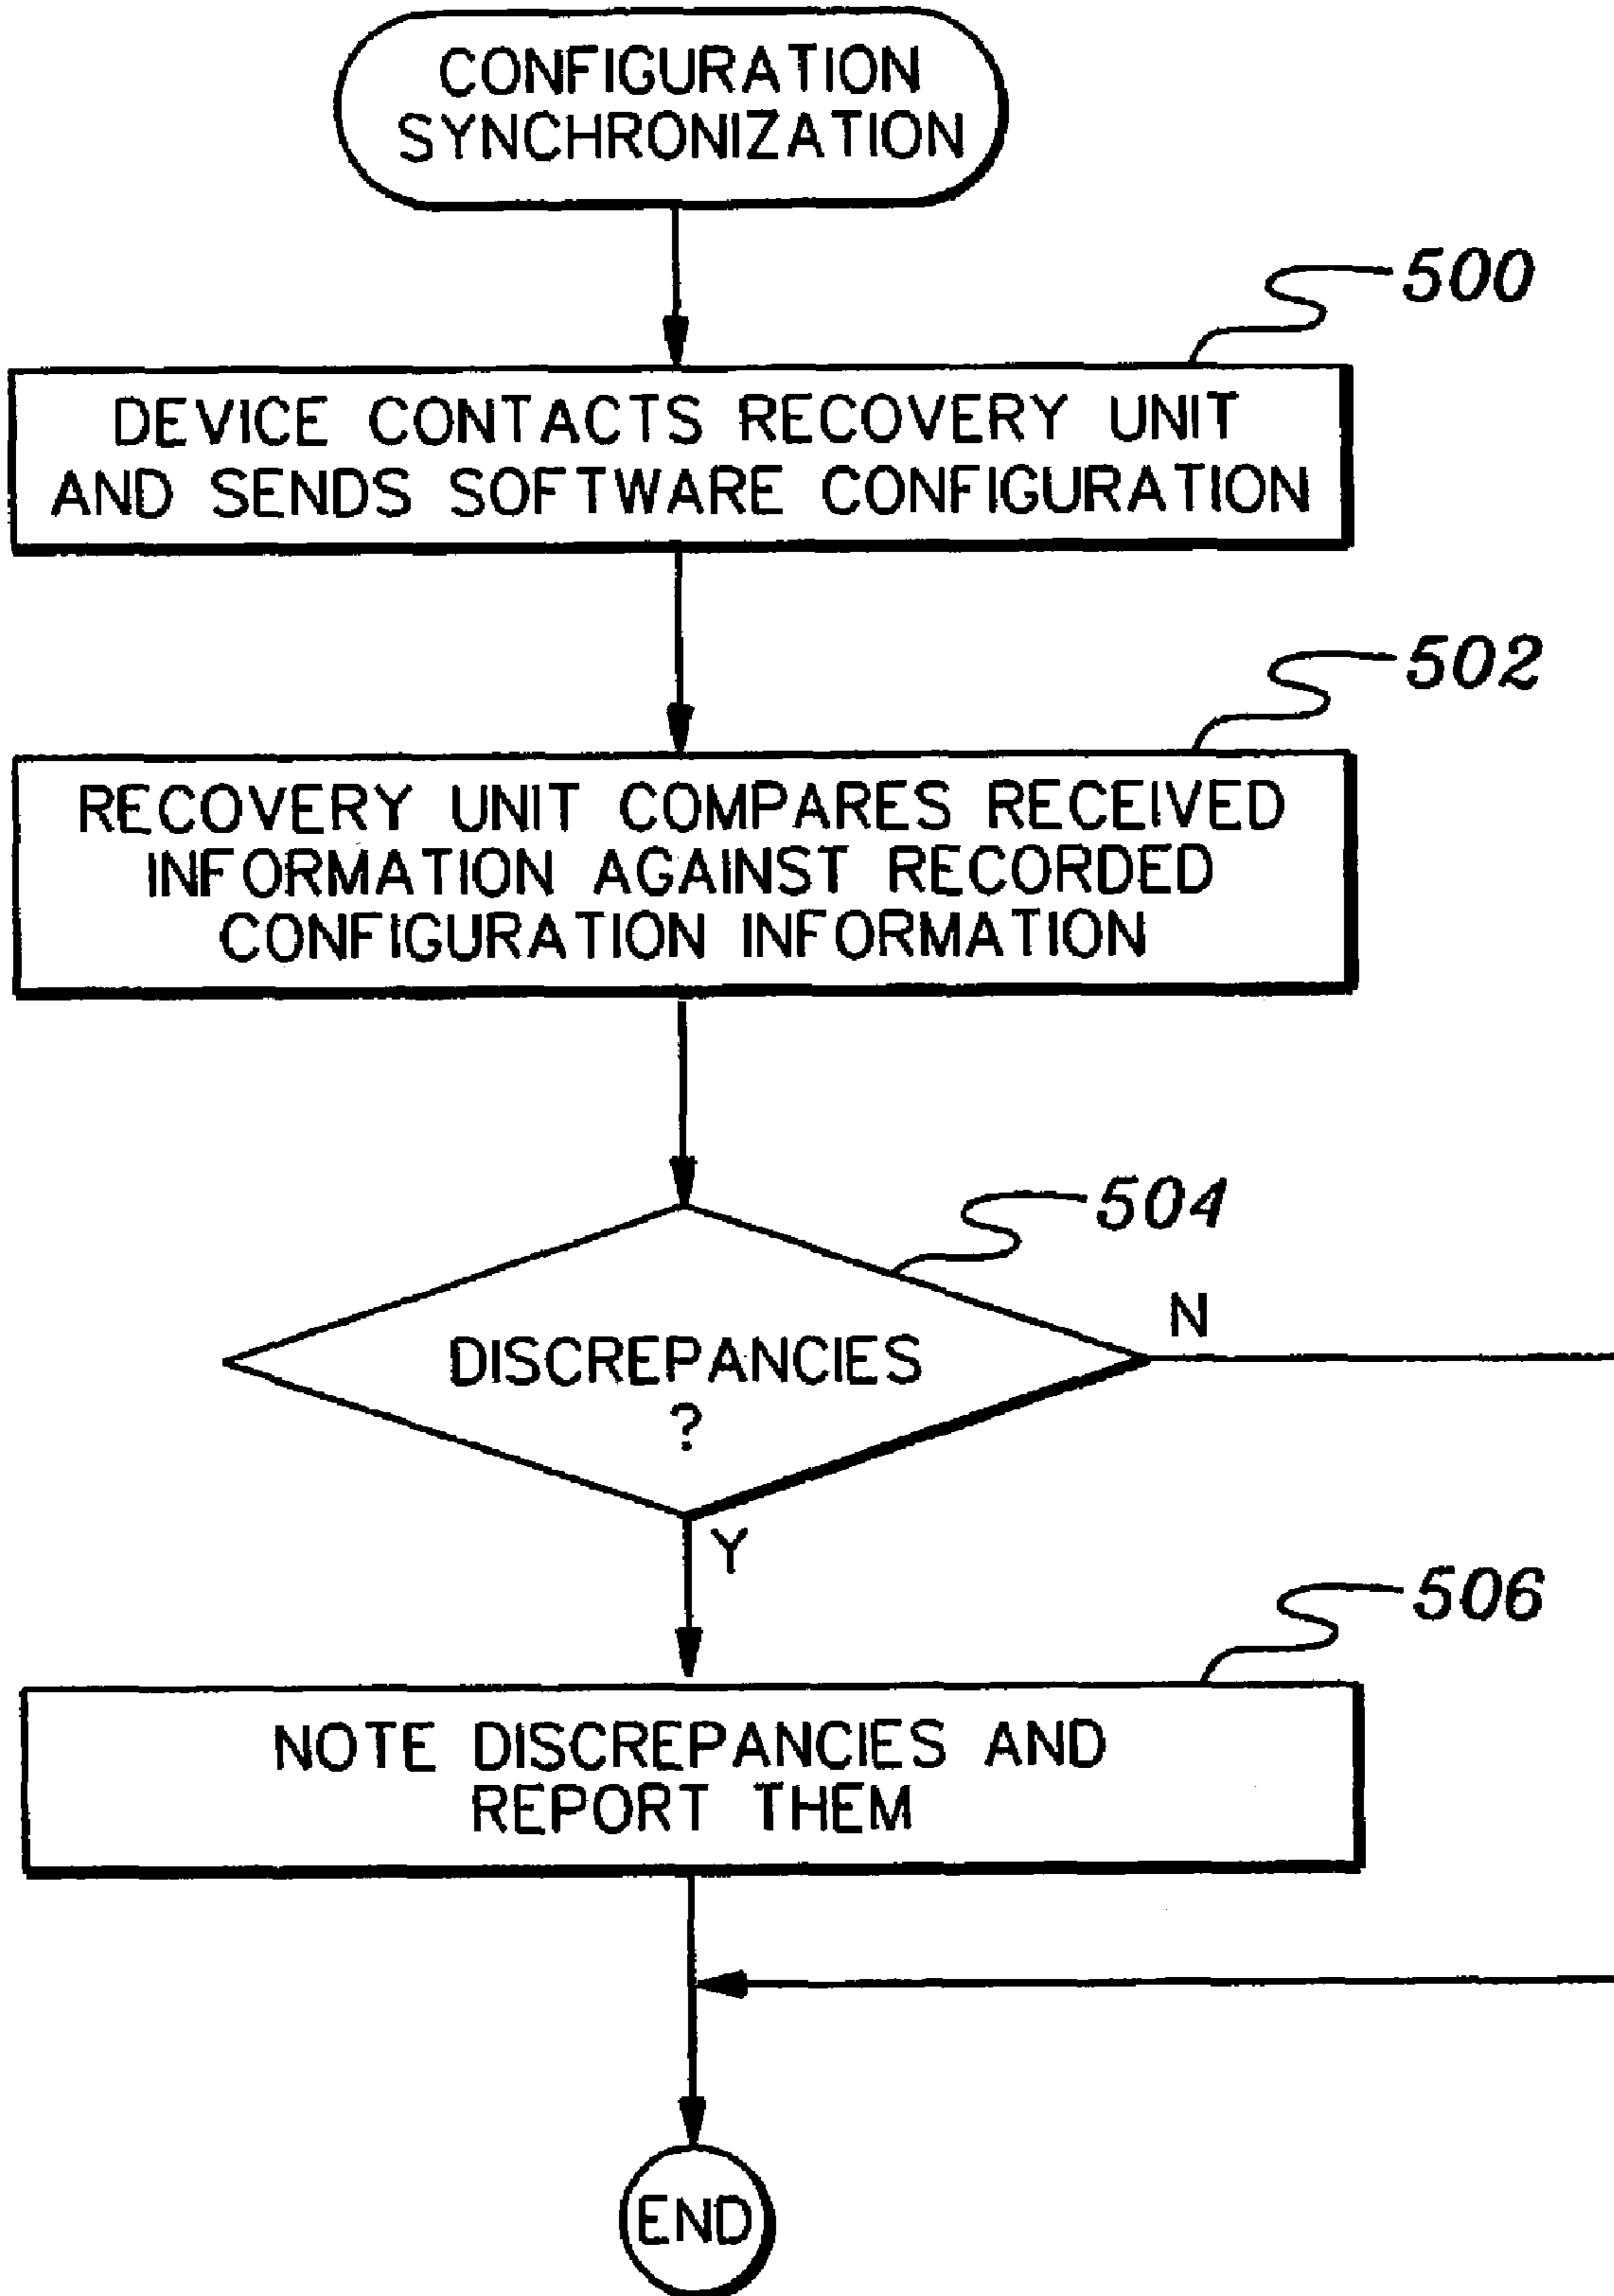 CONFIGURATION
SYNCHRONIZATION
500
DEVICE CONTACTS RECOVERY UNIT
AND SENDS SOFTWARE CONFIGURATION
502
RECOVERY UNIT COMPARES RECEIVED
INFORMATION AGAINST RECORDED
CONFIGURATION INFORMATION
504
N
DISCREPANCIES
?
Y
506
NOTE DISCREPANCIES AND
REPORT THEM
END